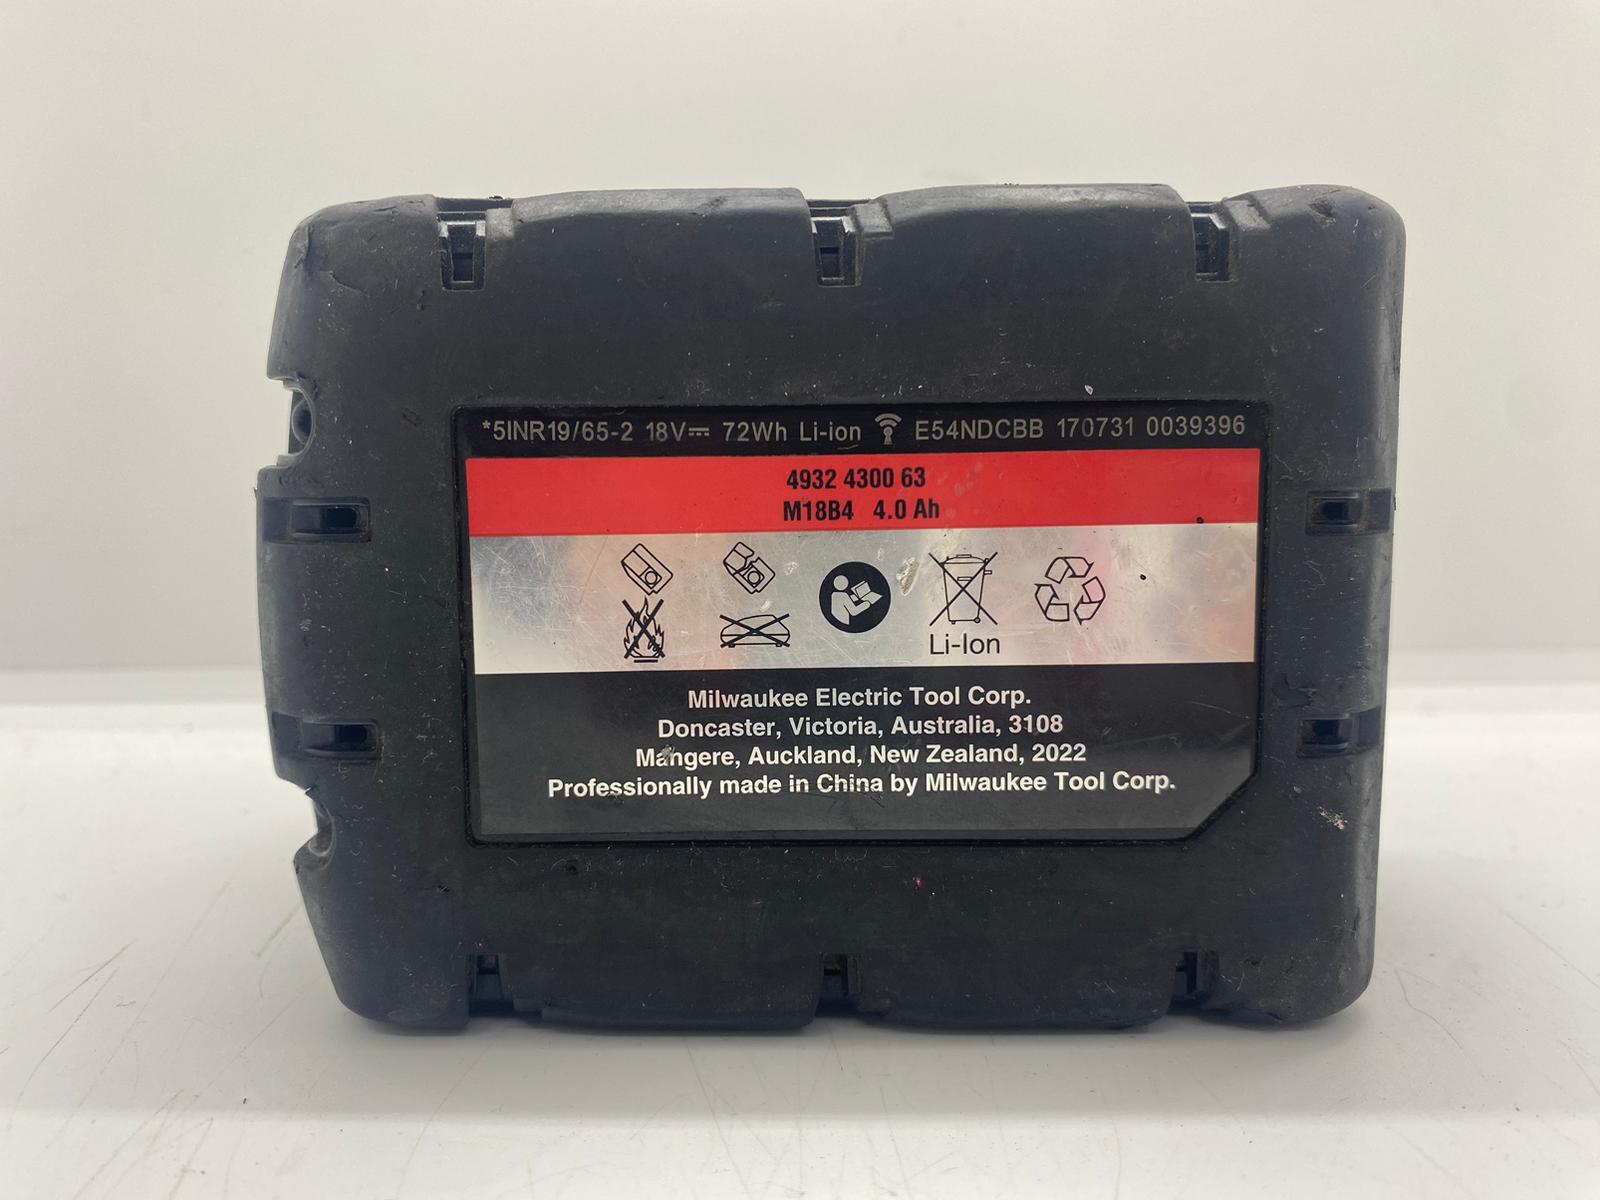 *5INR19/65-2 18V⎓ 72Wh Li-ion E54NDCBB 170731 0039396
4932 4300 63
M18B4 4.0 Ah
Li-Ion
Milwaukee Electric Tool Corp.
Doncaster, Victoria, Australia, 3108
Mangere, Auckland, New Zealand, 2022
Professionally made in China by Milwaukee Tool Corp.